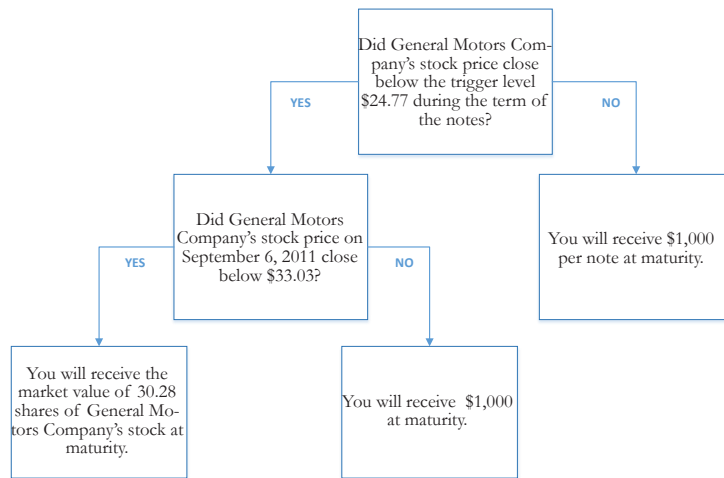 Did General Motors Com-
pany's stock price close
below the trigger level
$24.77 during the term of
the notes?
YES
NO
Did General Motors
Company's stock price on
September 6, 2011 close
below $33.03?
You will receive $1,000
per note at maturity.
YES
NO
You will receive the
market value of 30.28
shares of General Mo-
tors Company's stock at
maturity.
You will receive $1,000
at maturity.